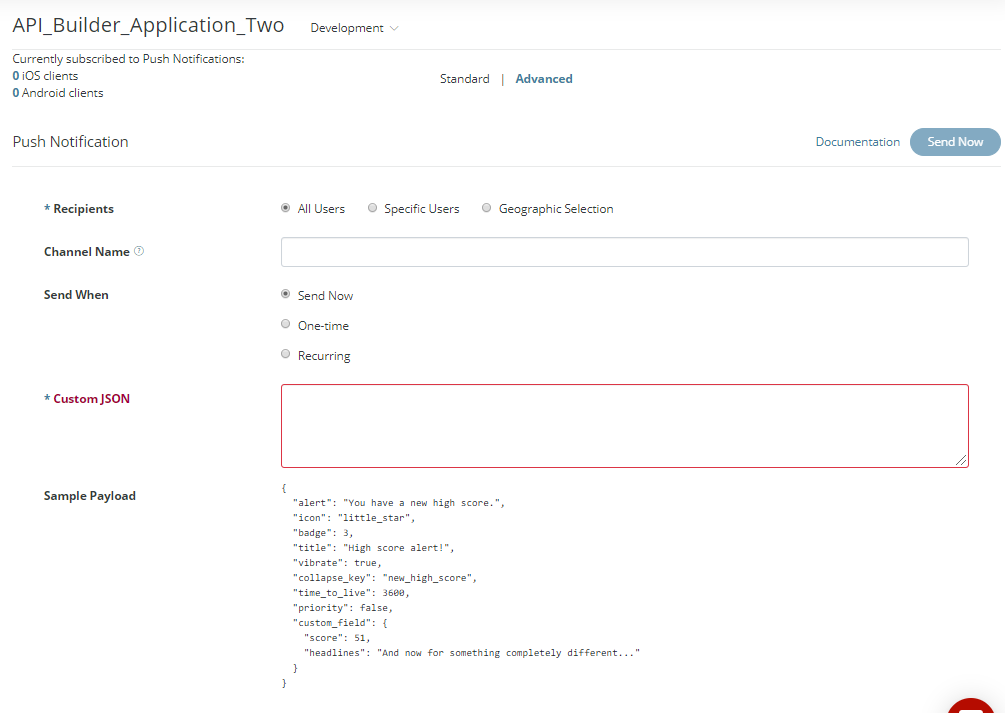 API_Builder_Application_Two Development
Currently subscribed to Push Notifications:
0 iOS clients
0 Android clients
Standard | Advanced
Push Notification Documentation Send Now
* Recipients All Users Specific Users Geographic Selection
Channel Name ?
Send When Send Now
One-time
Recurring
* Custom JSON
Sample Payload
{
"alert": "You have a new high score.",
"icon": "little_star",
"badge": 3,
"title": "High score alert!",
"vibrate": true,
"collapse_key": "new_high_score",
"time_to_live": 3600,
"priority": false,
"custom_field": {
"score": 51,
"headlines": "And now for something completely different..."
}
}